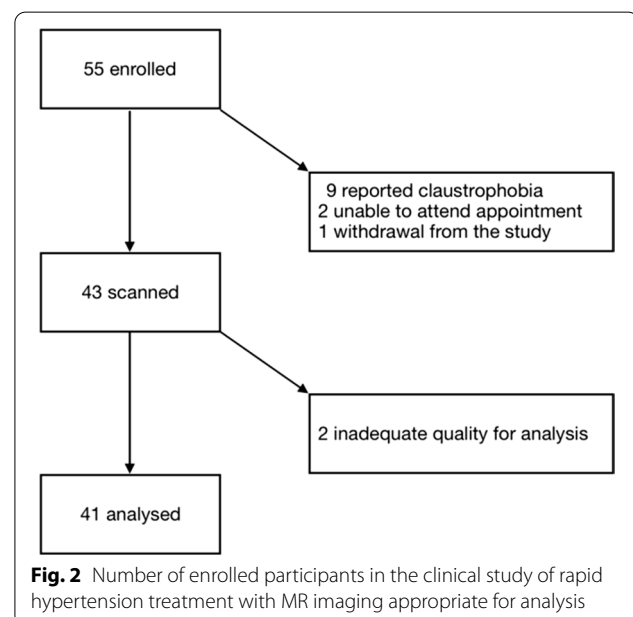 55 enrolled
9 reported claustrophobia
2 unable to attend appointment
1 withdrawal from the study
43 scanned
2 inadequate quality for analysis
41 analysed
Fig. 2 Number of enrolled participants in the clinical study of rapid
hypertension treatment with MR imaging appropriate for analysis